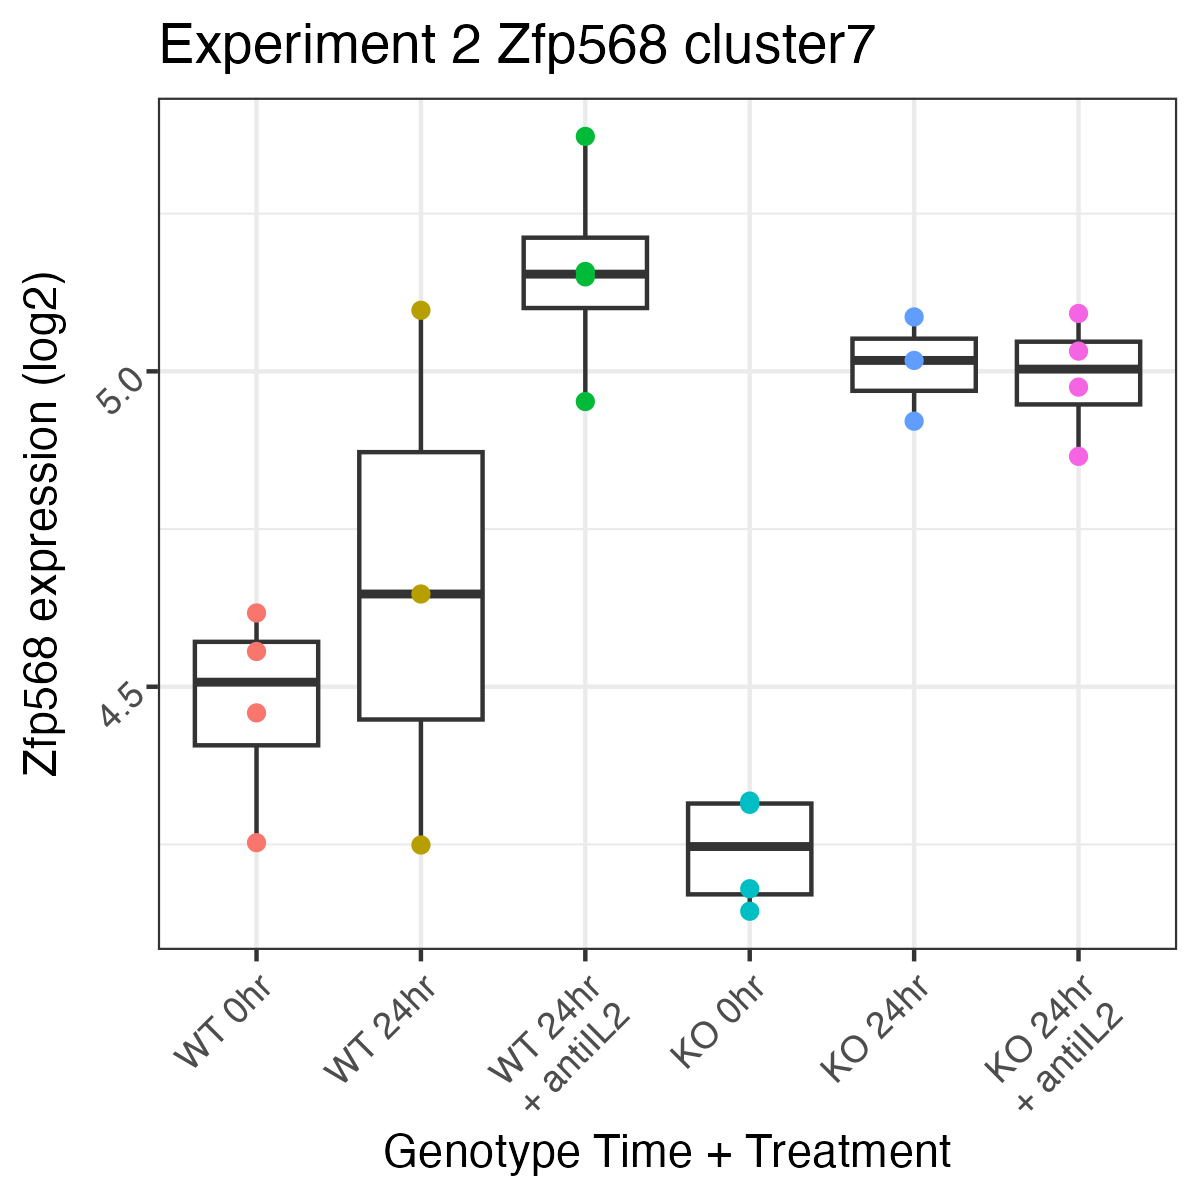 Experiment 2 Zfp568 cluster7
Zfp568 expression (log2)
5.0
4.5
WT 0hr
WT 24hr
WT 24hr
+ antiIL2
KO 0hr
KO 24hr
KO 24hr
+ antiIL2
Genotype Time + Treatment